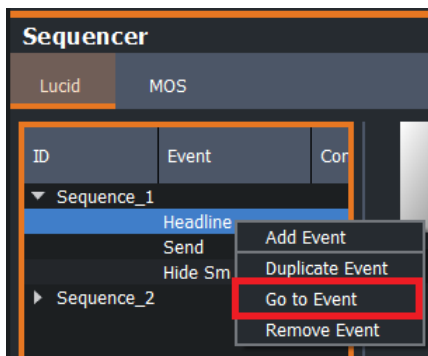 Sequencer
Lucid MOS
ID Event
Sequence_1
Headline
Add Event
Send
Hide Sm Duplicate Event
Sequence_2 Go to Event
Remove Event